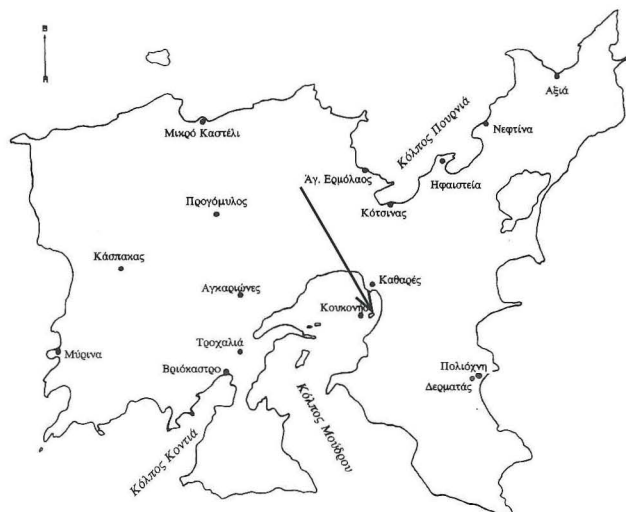 Β
Αξιά
Μικρό Καστέλι
Κόλπος Πουρνιά
Νεφτίνα
Άγ. Ερμόλαος
Ηφαιστεία
Προγόμυλος
Κότσινας
Κάσπακας
Καθαρές
Αγκαριώνες
Κουκονήσι
Μύρινα
Τροχαλιά
Βριόκαστρο
Πολιόχνη
Δερματάς
Κόλπος Κοντιά
Κόλπος Μούδρου